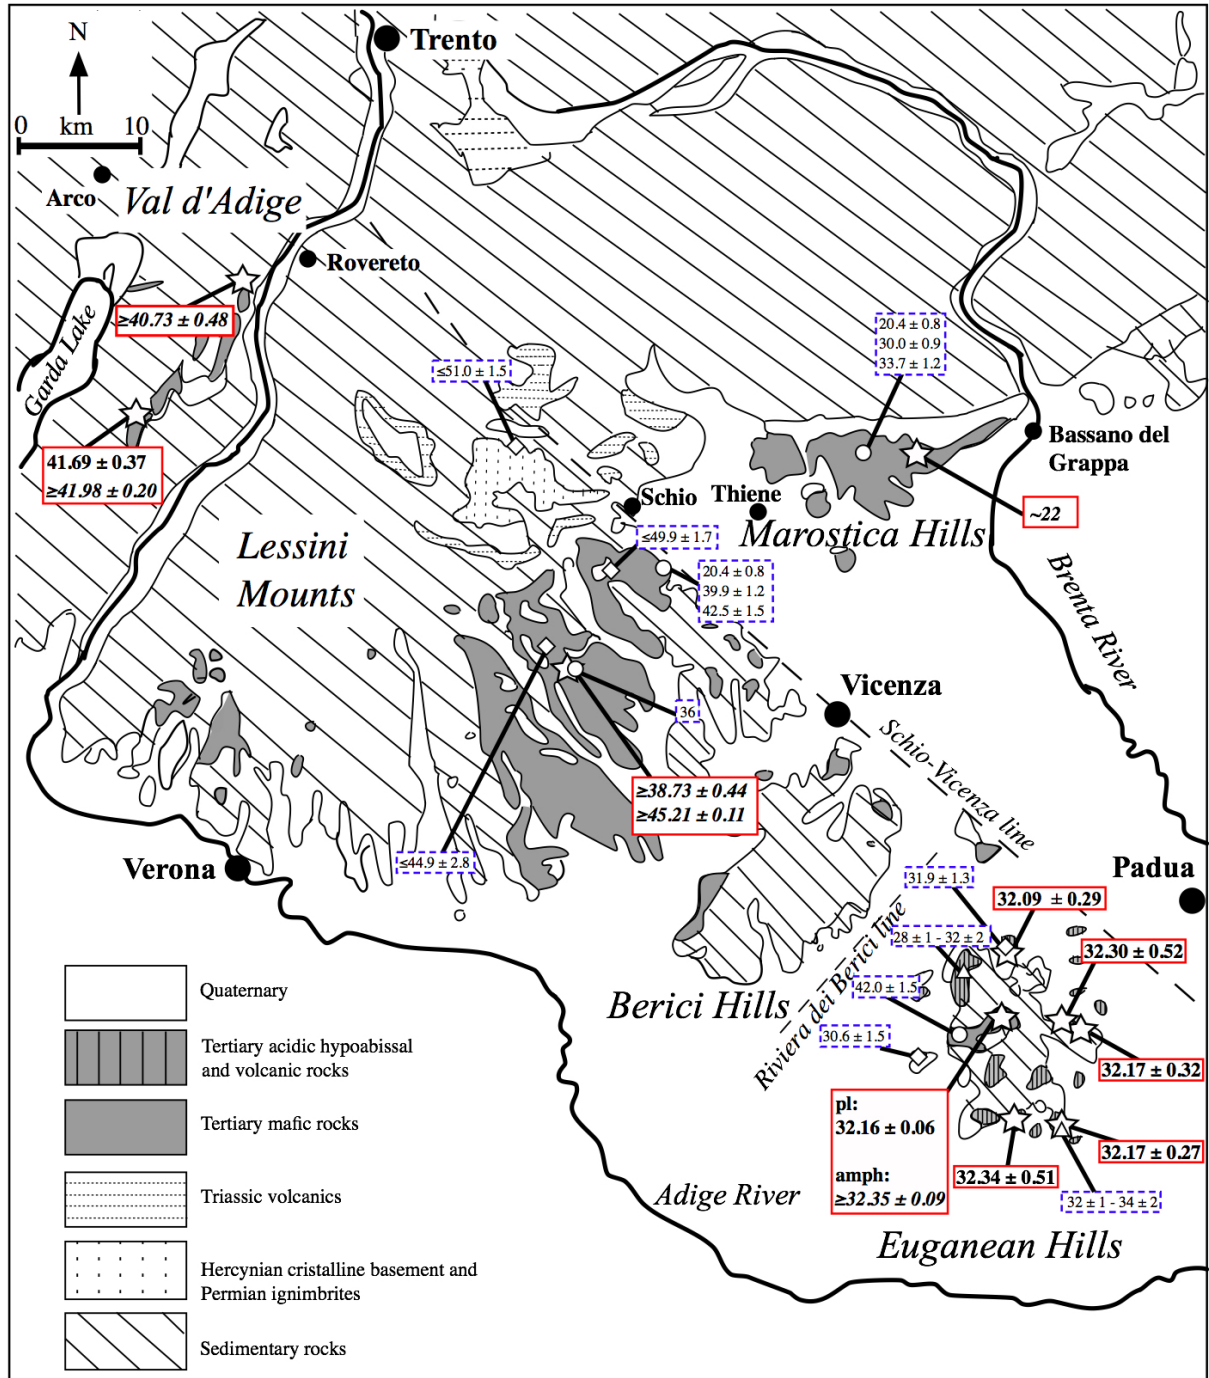 N
Trento
0 km 10
Arco
Val d'Adige
Rovereto
≥40.73 ± 0.48
Garda Lake
20.4 ± 0.8
30.0 ± 0.9
33.7 ± 1.2
≤51.0 ± 1.5
41.69 ± 0.37
≥41.98 ± 0.20
Bassano del
Grappa
Schio
Thiene
~22
Marostica Hills
≤49.9 ± 1.7
Lessini
Mounts
20.4 ± 0.8
39.9 ± 1.2
42.5 ± 1.5
Brenta River
Vicenza
36
Schio-Vicenza line
≥38.73 ± 0.44
≥45.21 ± 0.11
Verona
≤44.9 ± 2.8
Padua
31.9 ± 1.3
32.09 ± 0.29
28 ± 1 - 32 ± 2
32.30 ± 0.52
Riviera dei Berici line
42.0 ± 1.5
Berici Hills
30.6 ± 1.5
32.17 ± 0.32
pl:
32.16 ± 0.06
amph:
≥32.35 ± 0.09
32.17 ± 0.27
32.34 ± 0.51
32 ± 1 - 34 ± 2
Adige River
Euganean Hills
Quaternary
Tertiary acidic hypoabissal
and volcanic rocks
Tertiary mafic rocks
Triassic volcanics
Hercynian cristalline basement and
Permian ignimbrites
Sedimentary rocks